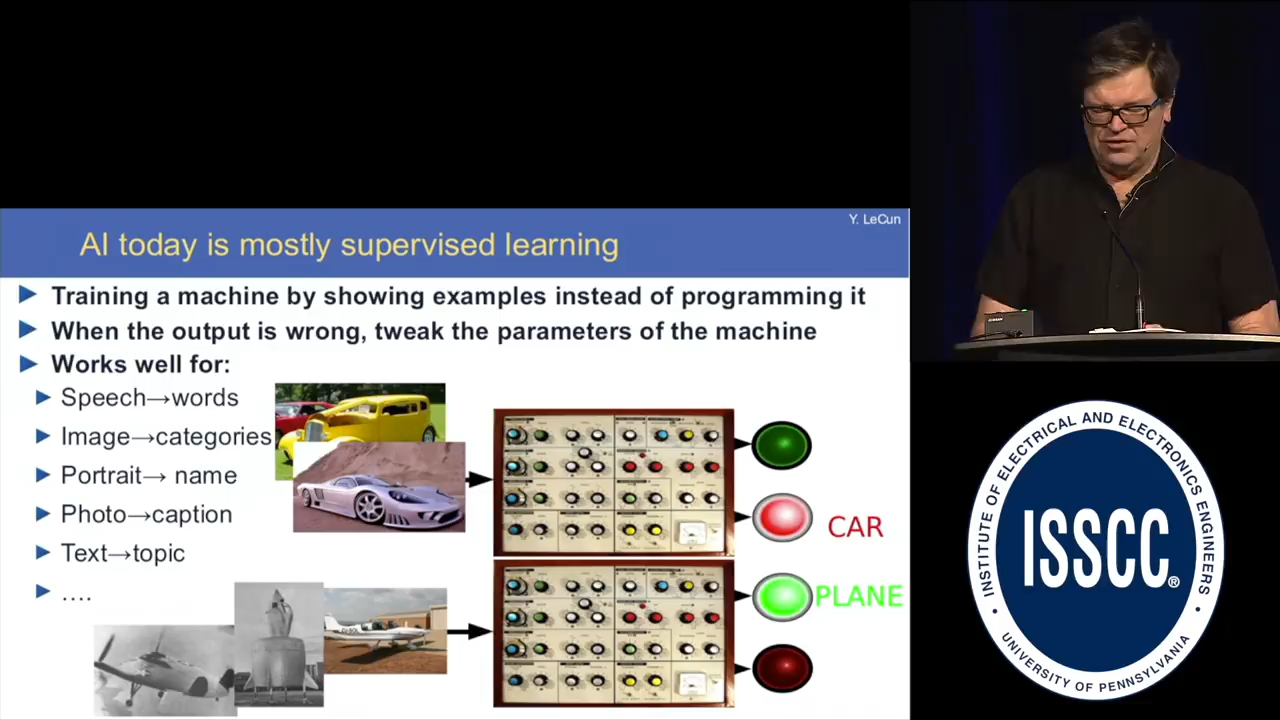 Y. LeCun
AI today is mostly supervised learning
Training a machine by showing examples instead of programming it
When the output is wrong, tweak the parameters of the machine
Works well for:
Speech→words
Image→categories
Portrait→ name
Photo→caption
Text→topic
....
CAR
PLANE
INSTITUTE OF ELECTRICAL AND ELECTRONICS ENGINEERS
ISSCC®
UNIVERSITY OF PENNSYLVANIA